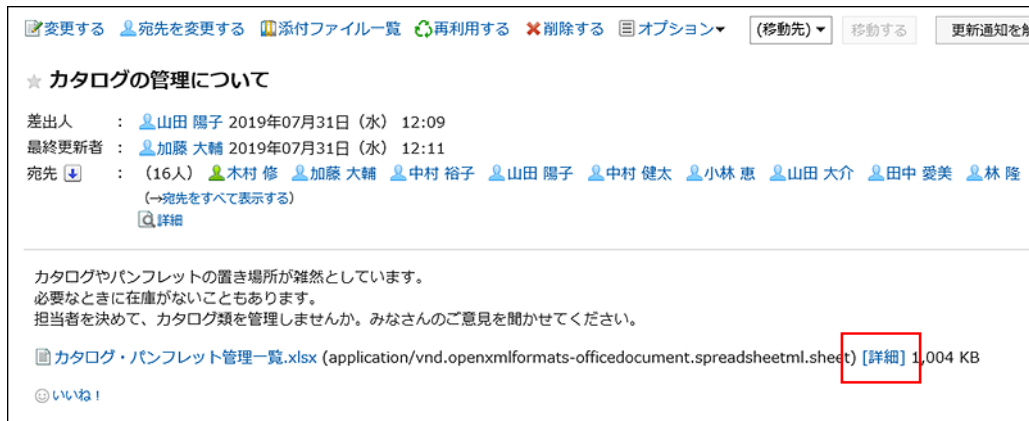 変更する 宛先を変更する 添付ファイル一覧 再利用する 削除する オプション▾ (移動先) 移動する 更新通知を解
カタログの管理について
差出人 : 山田 陽子 2019年07月31日（水） 12:09
最終更新者 : 加藤 大輔 2019年07月31日（水） 12:11
宛先 : （16人） 木村 修 加藤 大輔 中村 裕子 山田 陽子 中村 健太 小林 恵 山田 大介 田中 愛美 林 隆
(→宛先をすべて表示する)
詳細
カタログやパンフレットの置き場所が雑然としています。
必要なときに在庫がないこともあります。
担当者を決めて、カタログ類を管理しませんか。みなさんのご意見を聞かせてください。
カタログ・パンフレット管理一覧.xlsx (application/vnd.openxmlformats-officedocument.spreadsheetml.sheet) [詳細] 1,004 KB
いいね！